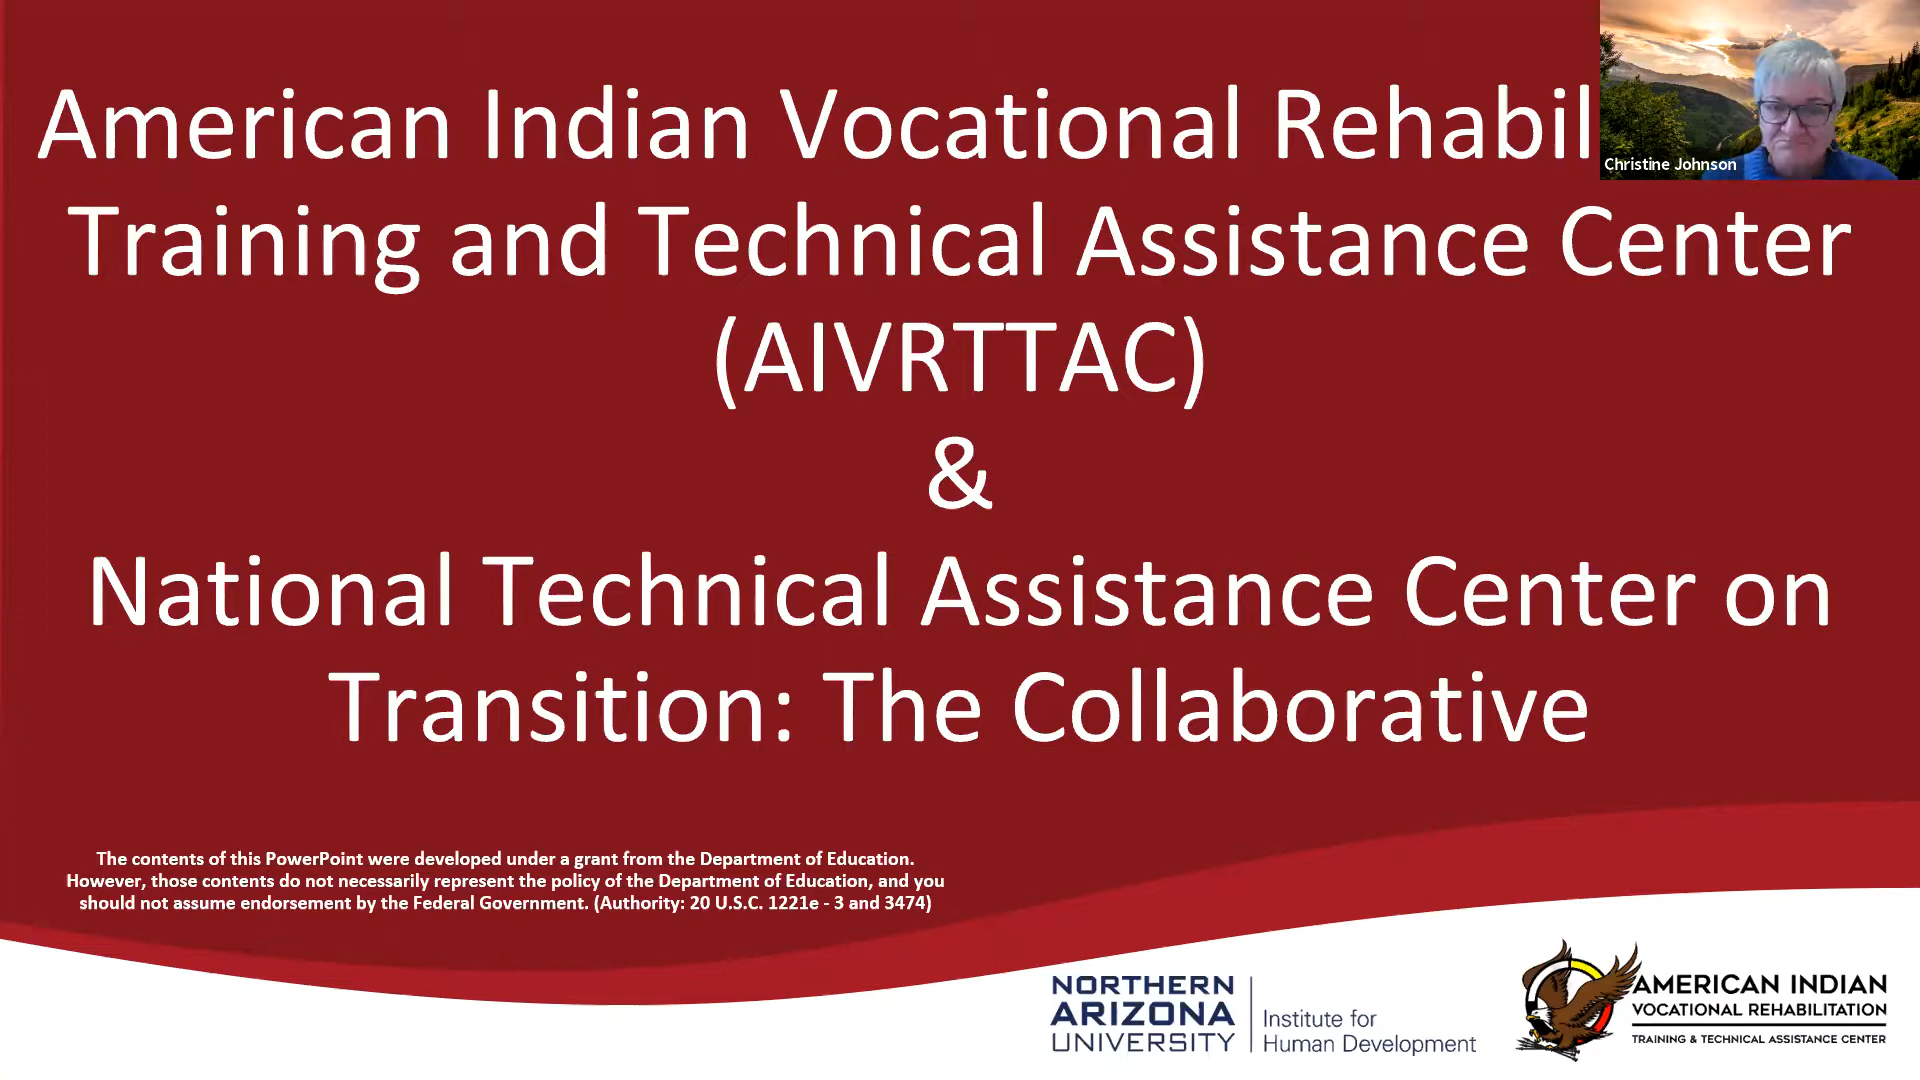 American Indian Vocational Rehabil
Christine Johnson
Training and Technical Assistance Center
(AIVRTTAC)
&
National Technical Assistance Center on
Transition: The Collaborative
The contents of this PowerPoint were developed under a grant from the Department of Education.
However, those contents do not necessarily represent the policy of the Department of Education, and you
should not assume endorsement by the Federal Government. (Authority: 20 U.S.C. 1221e - 3 and 3474)
NORTHERN
ARIZONA
UNIVERSITY
Institute for
Human Development
AMERICAN INDIAN
VOCATIONAL REHABILITATION
TRAINING & TECHNICAL ASSISTANCE CENTER